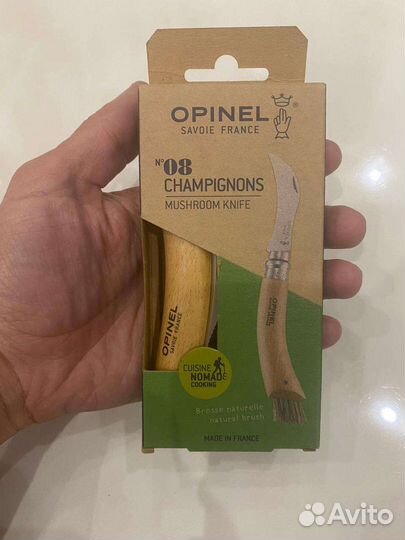 OPINEL
SAVOIE FRANCE
N°08
CHAMPIGNONS
MUSHROOM KNIFE
OPINEL
SAVOIE FRANCE
CUISINE
NOMADE
COOKING
Brosse naturelle
natural brush
MADE IN FRANCE
Avito